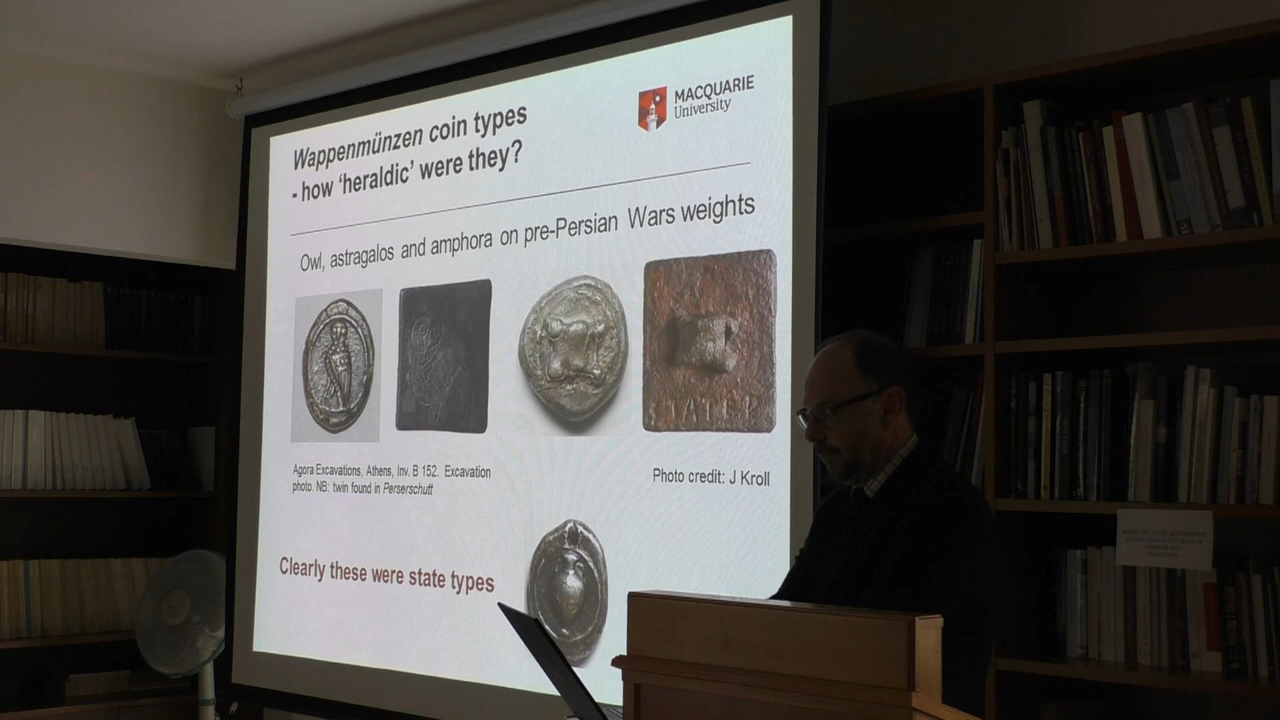 Wappenmünzen coin types
- how ‘heraldic’ were they?
MACQUARIE
University
Owl, astragalos and amphora on pre-Persian Wars weights
Agora Excavations, Athens, Inv. B 152. Excavation
photo. NB: twin found in Perserschutt
Photo credit: J Kroll
Clearly these were state types